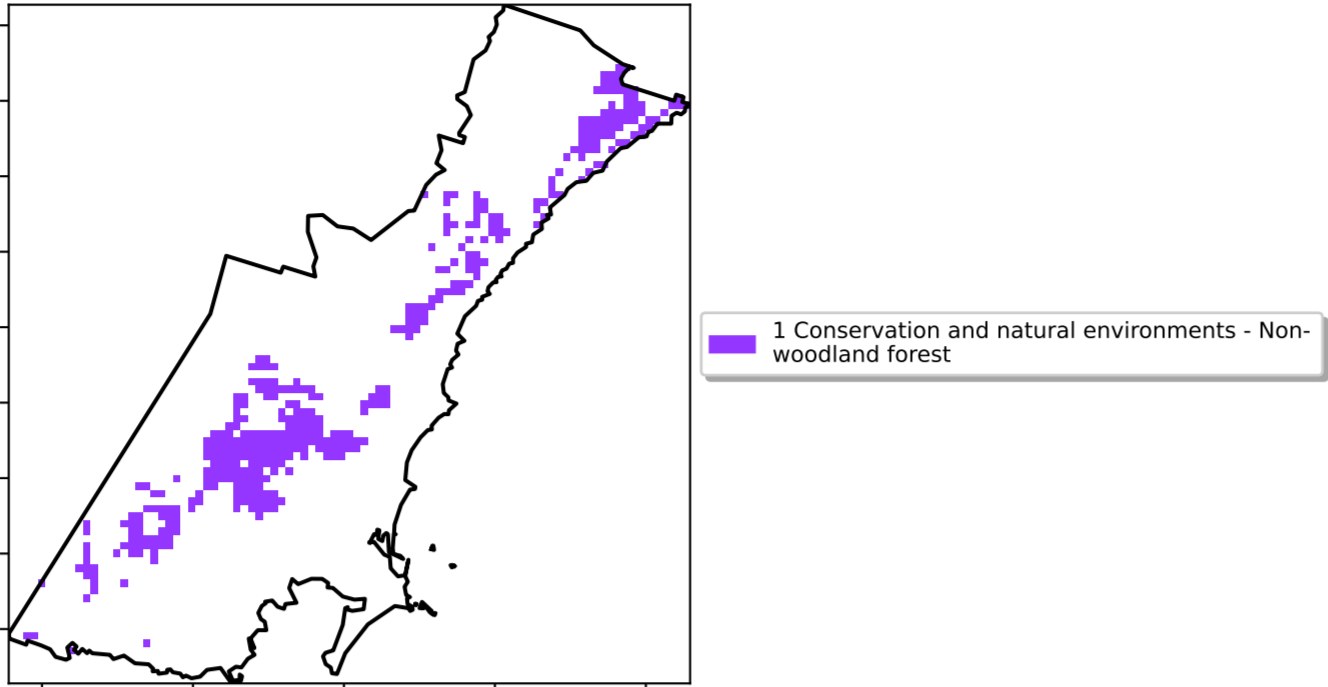 1 Conservation and natural environments - Non-
woodland forest